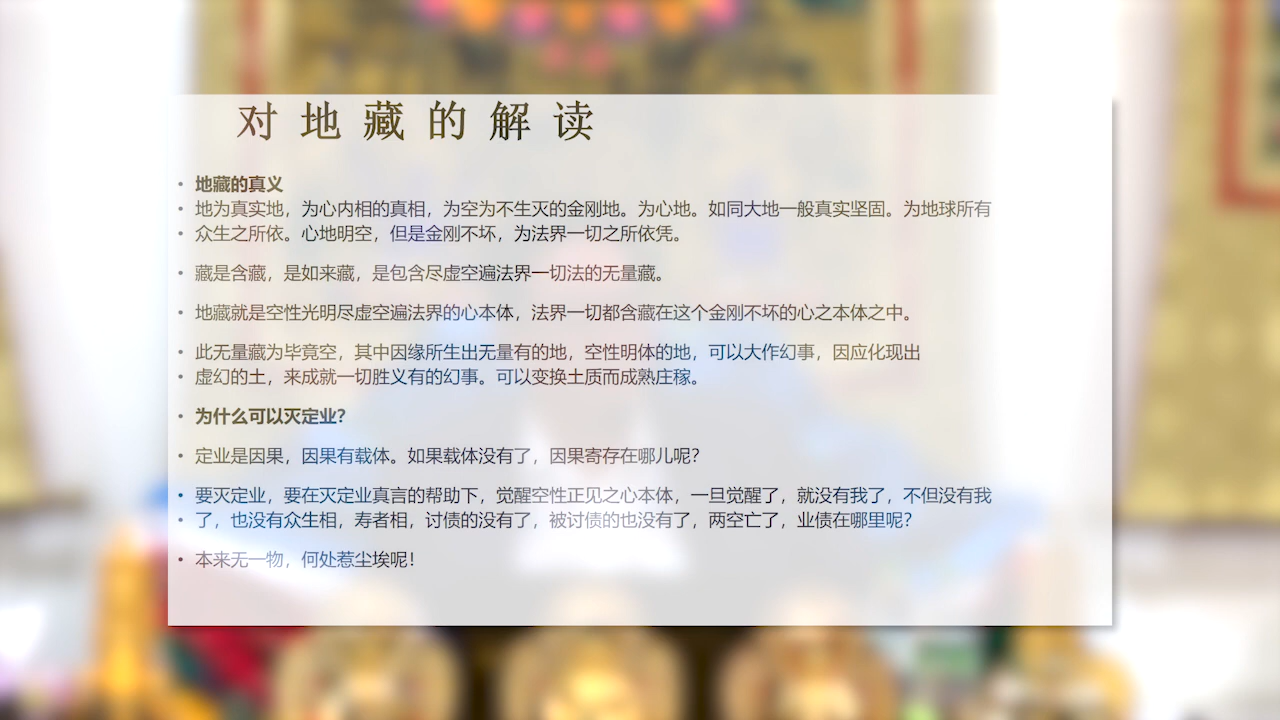 对地藏的解读
• 地藏的真义
• 地为真实地，为心内相的真相，为空为不生灭的金刚地。为心地。如同大地一般真实坚固。为地球所有
• 众生之所依。心地明空，但是金刚不坏，为法界一切之所依凭。
• 藏是含藏，是如来藏，是包含尽虚空遍法界一切法的无量藏。
• 地藏就是空性光明尽虚空遍法界的心本体，法界一切都含藏在这个金刚不坏的心之本体之中。
• 此无量藏为毕竟空，其中因缘所生出无量有的地，空性明体的地，可以大作幻事，因应化现出
• 虚幻的土，来成就一切胜义有的幻事。可以变换土质而成熟庄稼。
• 为什么可以灭定业？
• 定业是因果，因果有载体。如果载体没有了，因果寄存在哪儿呢？
• 要灭定业，要在灭定业真言的帮助下，觉醒空性正见之心本体，一旦觉醒了，就没有我了，不但没有我
• 了，也没有众生相，寿者相，讨债的没有了，被讨债的也没有了，两空亡了，业债在哪里呢？
• 本来无一物，何处惹尘埃呢！